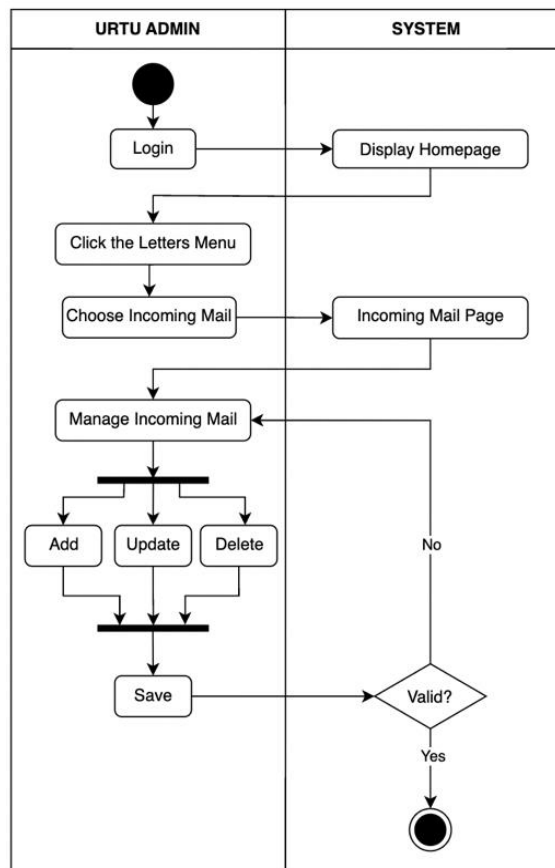 URTU ADMIN
SYSTEM
Login
Display Homepage
Click the Letters Menu
Choose Incoming Mail
Incoming Mail Page
Manage Incoming Mail
Add
Update
Delete
No
Save
Valid?
Yes